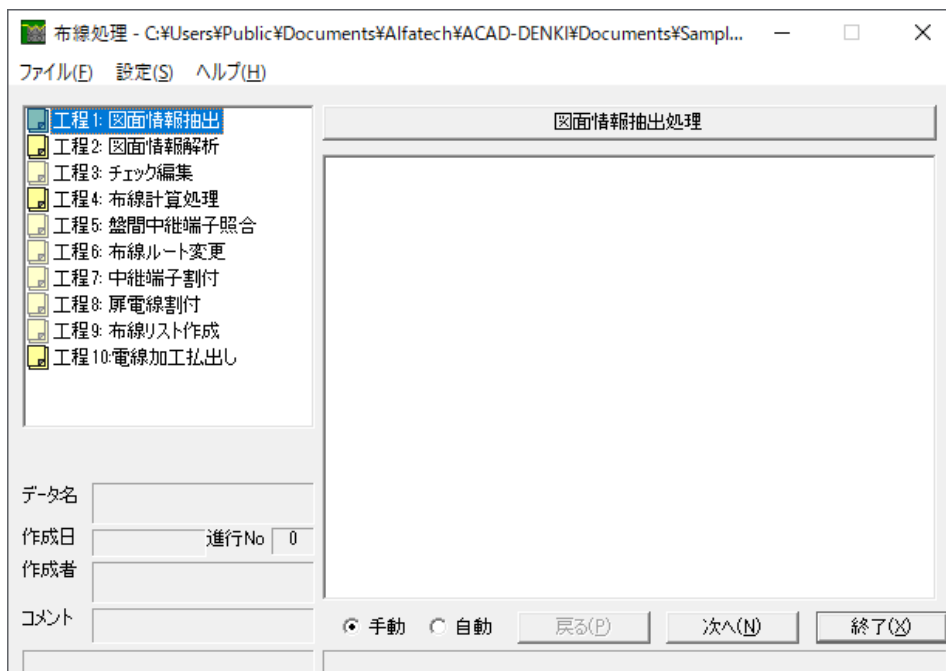 布線処理 - C:¥Users¥Public¥Documents¥Alfatech¥ACAD-DENKI¥Documents¥Sampl...
ファイル(F) 設定(S) ヘルプ(H)
工程1: 図面情報抽出
工程2: 図面情報解析
工程3: チェック編集
工程4: 布線計算処理
工程5: 盤間中継端子照合
工程6: 布線ルート変更
工程7: 中継端子割付
工程8: 扉電線割付
工程9: 布線リスト作成
工程10:電線加工払出し
図面情報抽出処理
データ名
作成日 進行No 0
作成者
コメント
手動 自動 戻る(P) 次へ(N) 終了(X)